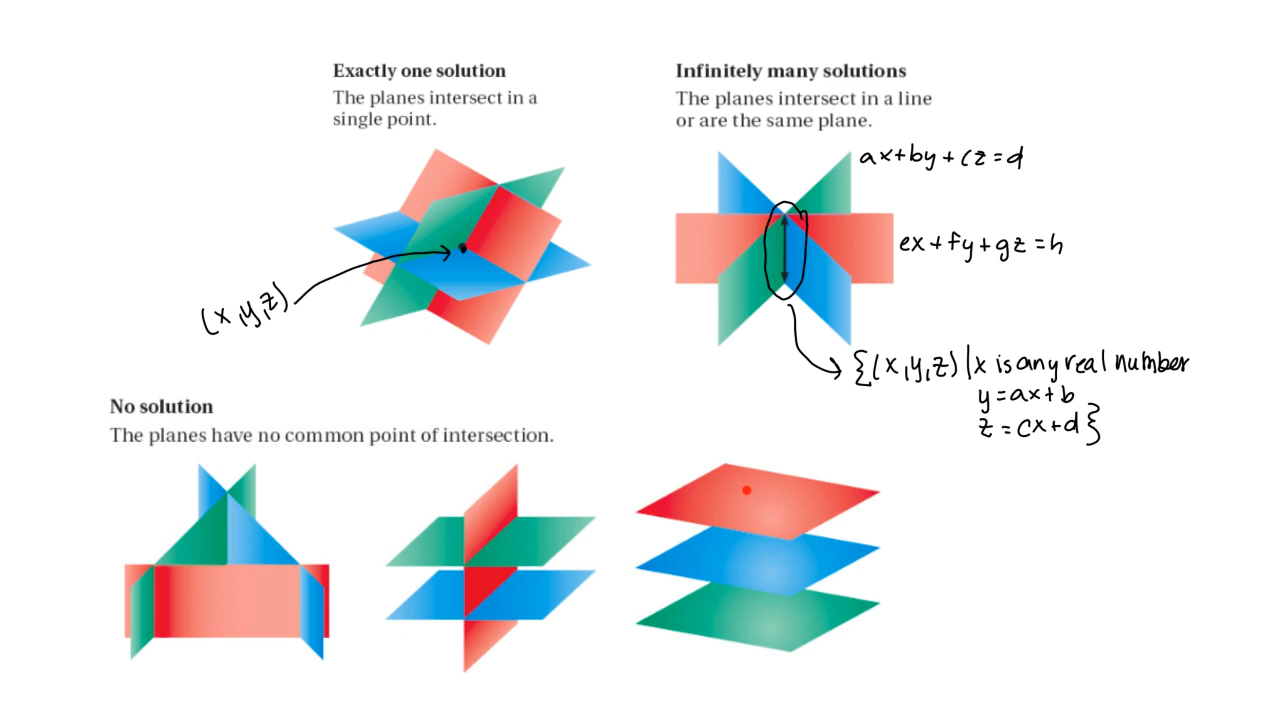 Exactly one solution
The planes intersect in a
single point.
(x,y,z)
Infinitely many solutions
The planes intersect in a line
or are the same plane.
ax+by+cz=d
ex+fy+gz=h
{(x,y,z)|x is any real number
y=ax+b
z=cx+d}
No solution
The planes have no common point of intersection.